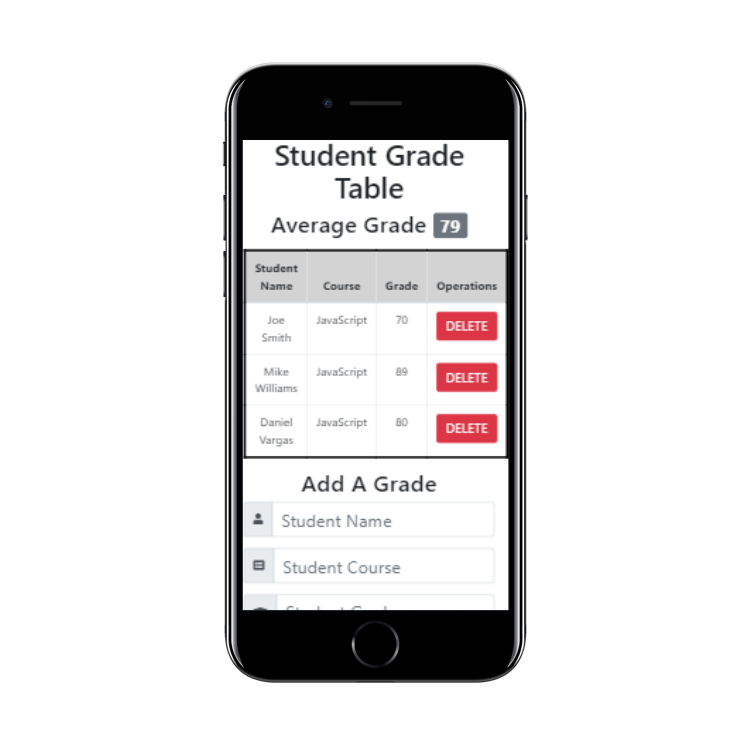 Student Grade
Table
Average Grade 79
Student
Name Course Grade Operations
Joe
Smith JavaScript 70 DELETE
Mike
Williams JavaScript 89 DELETE
Daniel
Vargas JavaScript 80 DELETE
Add A Grade
Student Name
Student Course